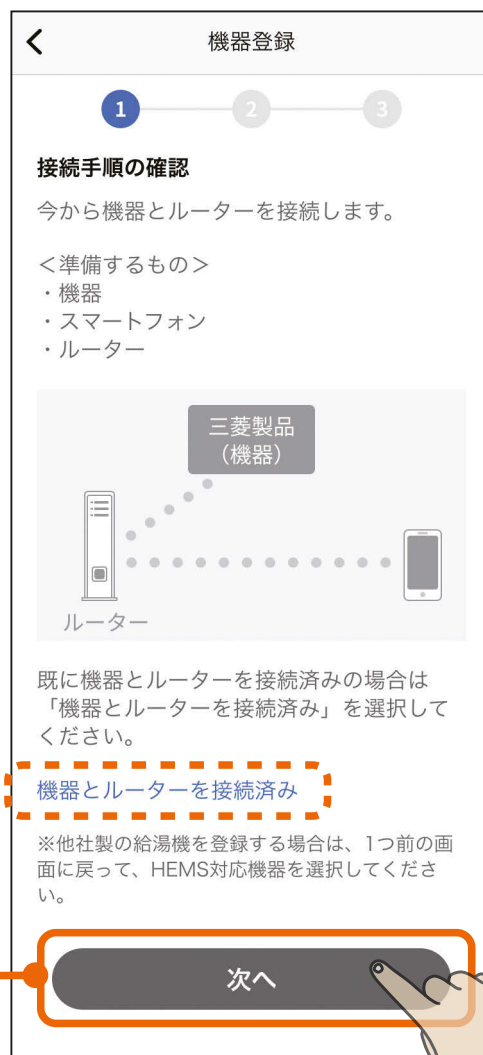 機器登録
1 2 3
接続手順の確認
今から機器とルーターを接続します。
＜準備するもの＞
・機器
・スマートフォン
・ルーター
三菱製品
（機器）
ルーター
既に機器とルーターを接続済みの場合は
「機器とルーターを接続済み」を選択して
ください。
機器とルーターを接続済み
※他社製の給湯機を登録する場合は、1つ前の画
面に戻って、HEMS対応機器を選択してくださ
い。
次へ